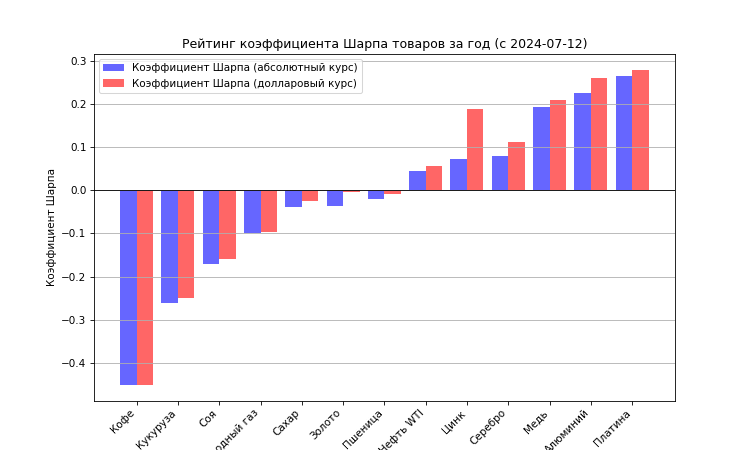 Рейтинг коэффициента Шарпа товаров за год (с 2024-07-12)
Коэффициент Шарпа (абсолютный курс)
Коэффициент Шарпа (долларовый курс)
Коэффициент Шарпа
0.3
0.2
0.1
0.0
−0.1
−0.2
−0.3
−0.4
Кофе
Кукуруза
Соя
одный газ
Сахар
Золото
Пшеница
Нефть WTI
Цинк
Серебро
Медь
Алюминий
Платина